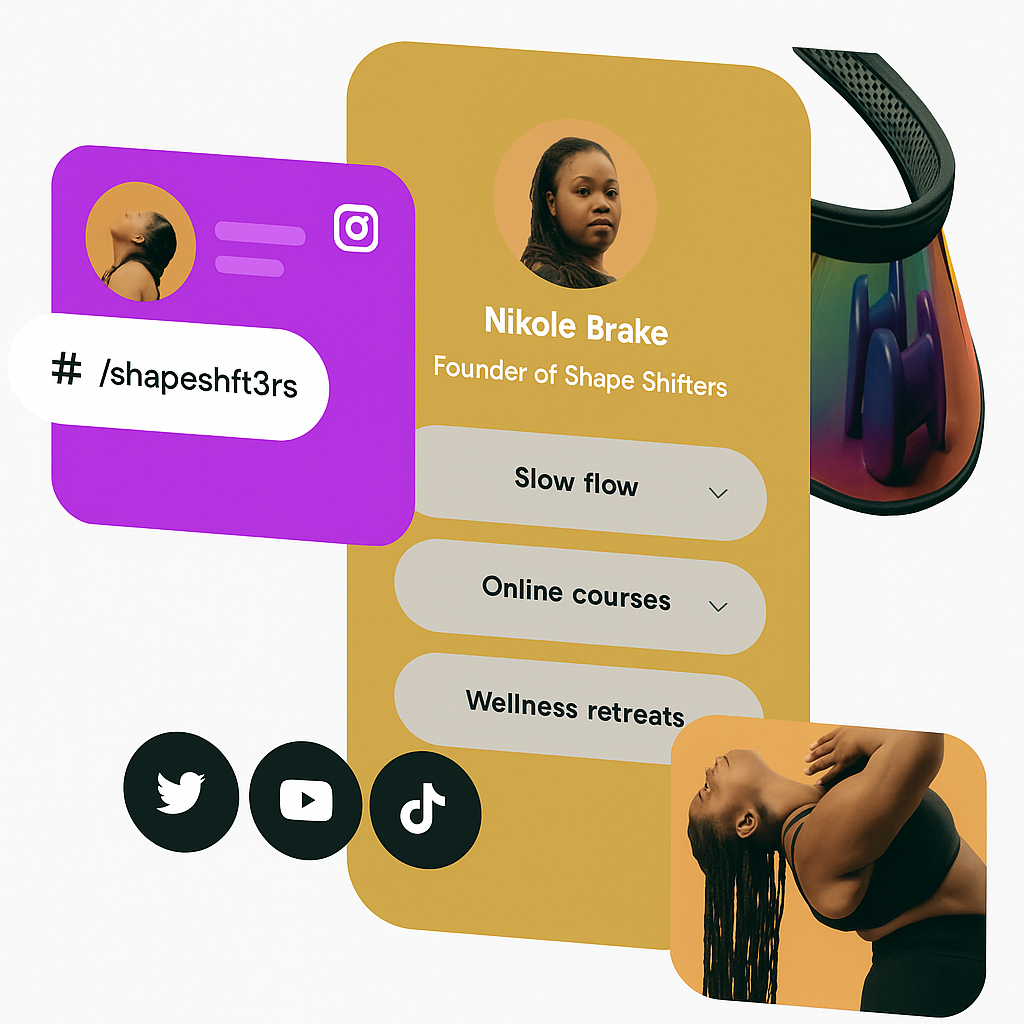 # /shapeshft3rs
Nikole Brake
Founder of Shape Shifters
Slow flow
Online courses
Wellness retreats